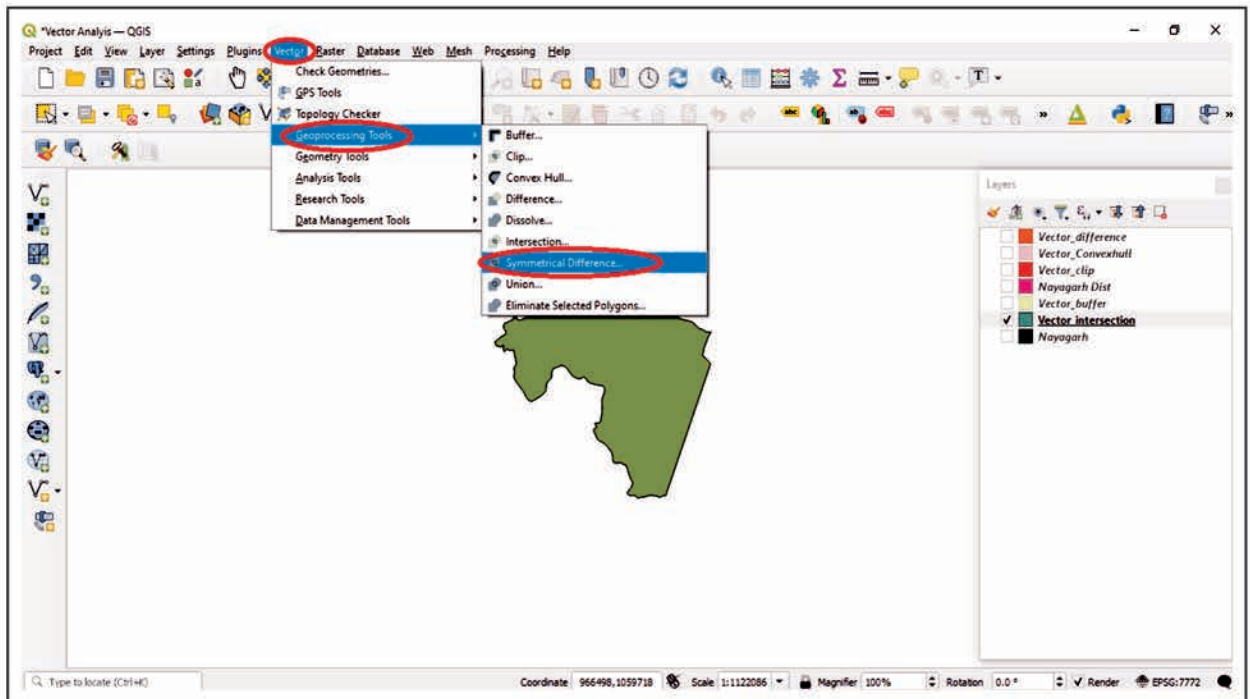 *Vector Analyis — QGIS
Project Edit View Layer Settings Plugins Vector Raster Database Web Mesh Processing Help
Check Geometries...
GPS Tools
Topology Checker
Geoprocessing Tools
Geometry Tools
Analysis Tools
Research Tools
Data Management Tools
Buffer...
Clip...
Convex Hull...
Difference...
Dissolve...
Intersection...
Symmetrical Difference...
Union...
Eliminate Selected Polygons...
Layers
Vector_difference
Vector_Convexhull
Vector_clip
Nayagarh Dist
Vector_buffer
Vector intersection
Nayagarh
Type to locate (Ctrl+K)
Coordinate 966498,1059718 Scale 1:1122086 Magnifier 100% Rotation 0.0 ° Render EPSG:7772